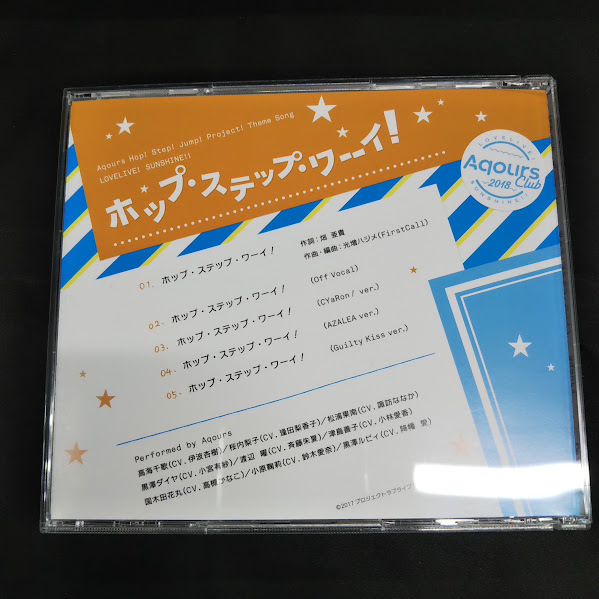 Aqours Hop! Step! Jump! Project! Theme Song
LOVELIVE! SUNSHINE!!
ホップ・ステップ・ワーイ!
LOVELIVE!
Aqours
2018 Club
SUNSHINE!!
01. ホップ・ステップ・ワーイ!
作詞:畑 亜貴
作曲・編曲:光増ハジメ(FirstCall)
02. ホップ・ステップ・ワーイ! (Off Vocal)
03. ホップ・ステップ・ワーイ! (CYaRon! ver.)
04. ホップ・ステップ・ワーイ! (AZALEA ver.)
05. ホップ・ステップ・ワーイ! (Guilty Kiss ver.)
Performed by Aqours
高海千歌(CV.伊波杏樹)/桜内梨子(CV.逢田梨香子)/松浦果南(CV.諏訪ななか)
黒澤ダイヤ(CV.小宮有紗)/渡辺 曜(CV.斉藤朱夏)/津島善子(CV.小林愛香)
国木田花丸(CV.高槻かなこ)/小原鞠莉(CV.鈴木愛奈)/黒澤ルビィ(CV.降幡 愛)
©2017 プロジェクトラブライブ